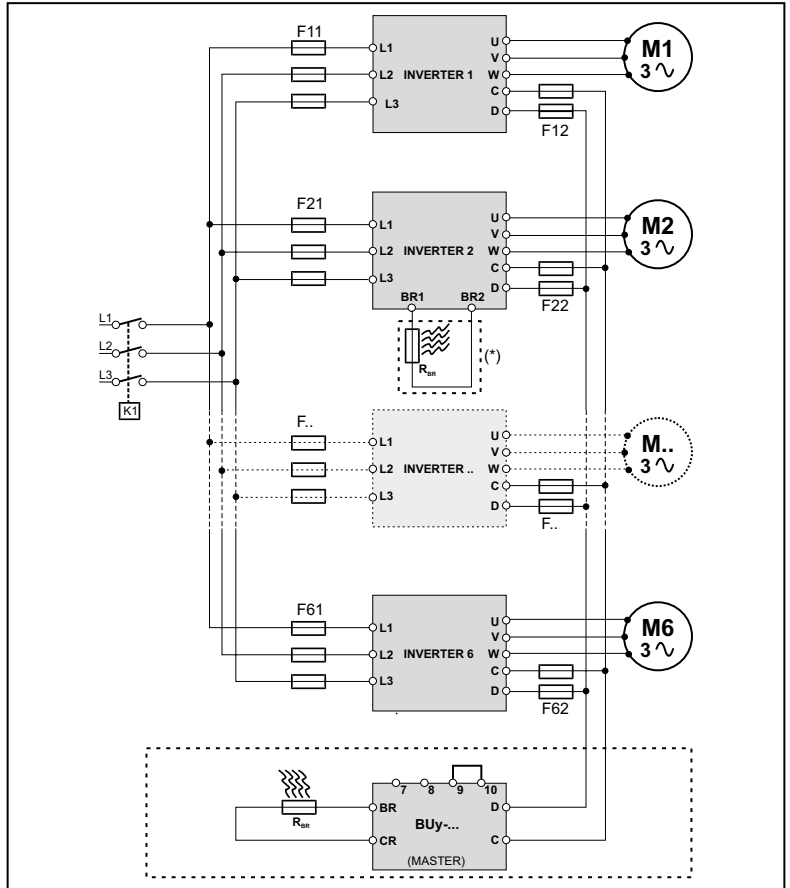 F11
L1 U M1
L2 INVERTER 1 V 3
W
L3 C
D
F12
F21
L1 U M2
L2 INVERTER 2 V 3
W
L3 C
D
BR1 BR2 F22
R BR (*)
L1
L2
L3
K1
F..
L1 U M..
L2 INVERTER .. V 3
W
L3 C
D
F..
F61
L1 U M6
L2 INVERTER 6 V 3
W
L3 C
D
F62
7 8 9 10
BR D
R BR BUy-...
CR C
(MASTER)